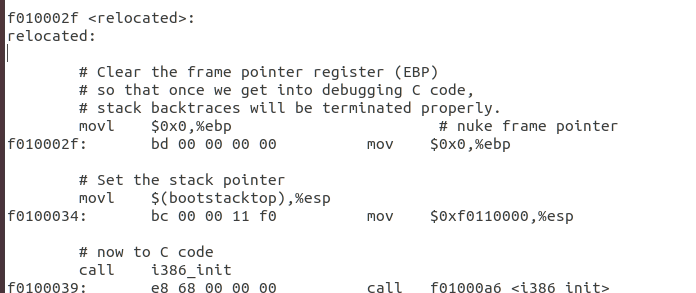 f010002f <relocated>:
relocated:
# Clear the frame pointer register (EBP)
# so that once we get into debugging C code,
# stack backtraces will be terminated properly.
movl $0x0,%ebp # nuke frame pointer
f010002f: bd 00 00 00 00 mov $0x0,%ebp
# Set the stack pointer
movl $(bootstacktop),%esp
f0100034: bc 00 00 11 f0 mov $0xf0110000,%esp
# now to C code
call i386_init
f0100039: e8 68 00 00 00 call f01000a6 <i386_init>